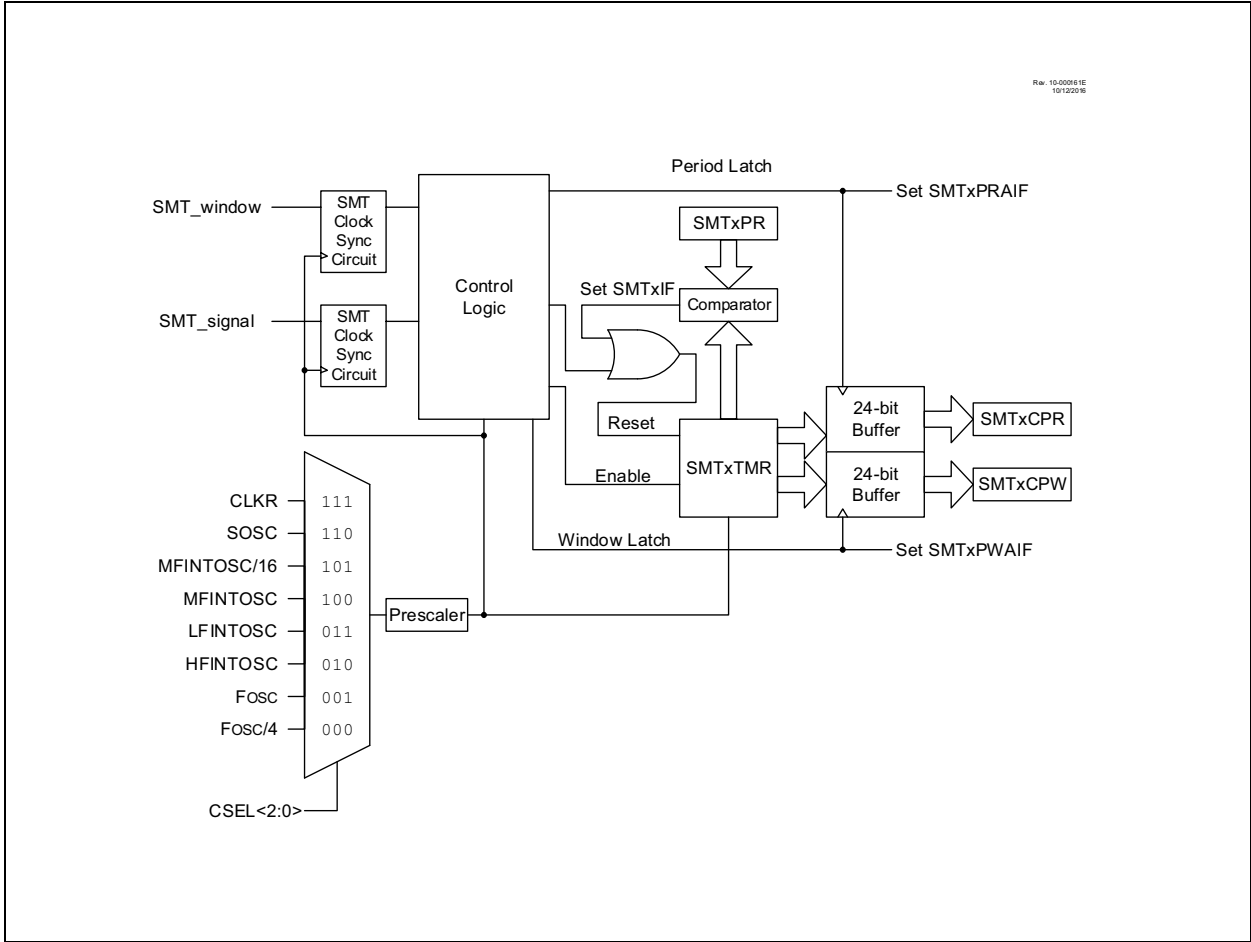 Rev. 10-000161E
10/12/2016
Period Latch
SMT_window
SMT
Clock
Sync
Circuit
Set SMTxPRAIF
SMTxPR
Control
Logic
Set SMTxIF
Comparator
SMT_signal
SMT
Clock
Sync
Circuit
Reset
SMTxTMR
24-bit
Buffer
SMTxCPR
Enable
24-bit
Buffer
SMTxCPW
Window Latch
Set SMTxPWAIF
CLKR 111
SOSC 110
MFINTOSC/16 101
MFINTOSC 100
LFINTOSC 011
HFINTOSC 010
FOSC 001
FOSC/4 000
Prescaler
CSEL<2:0>